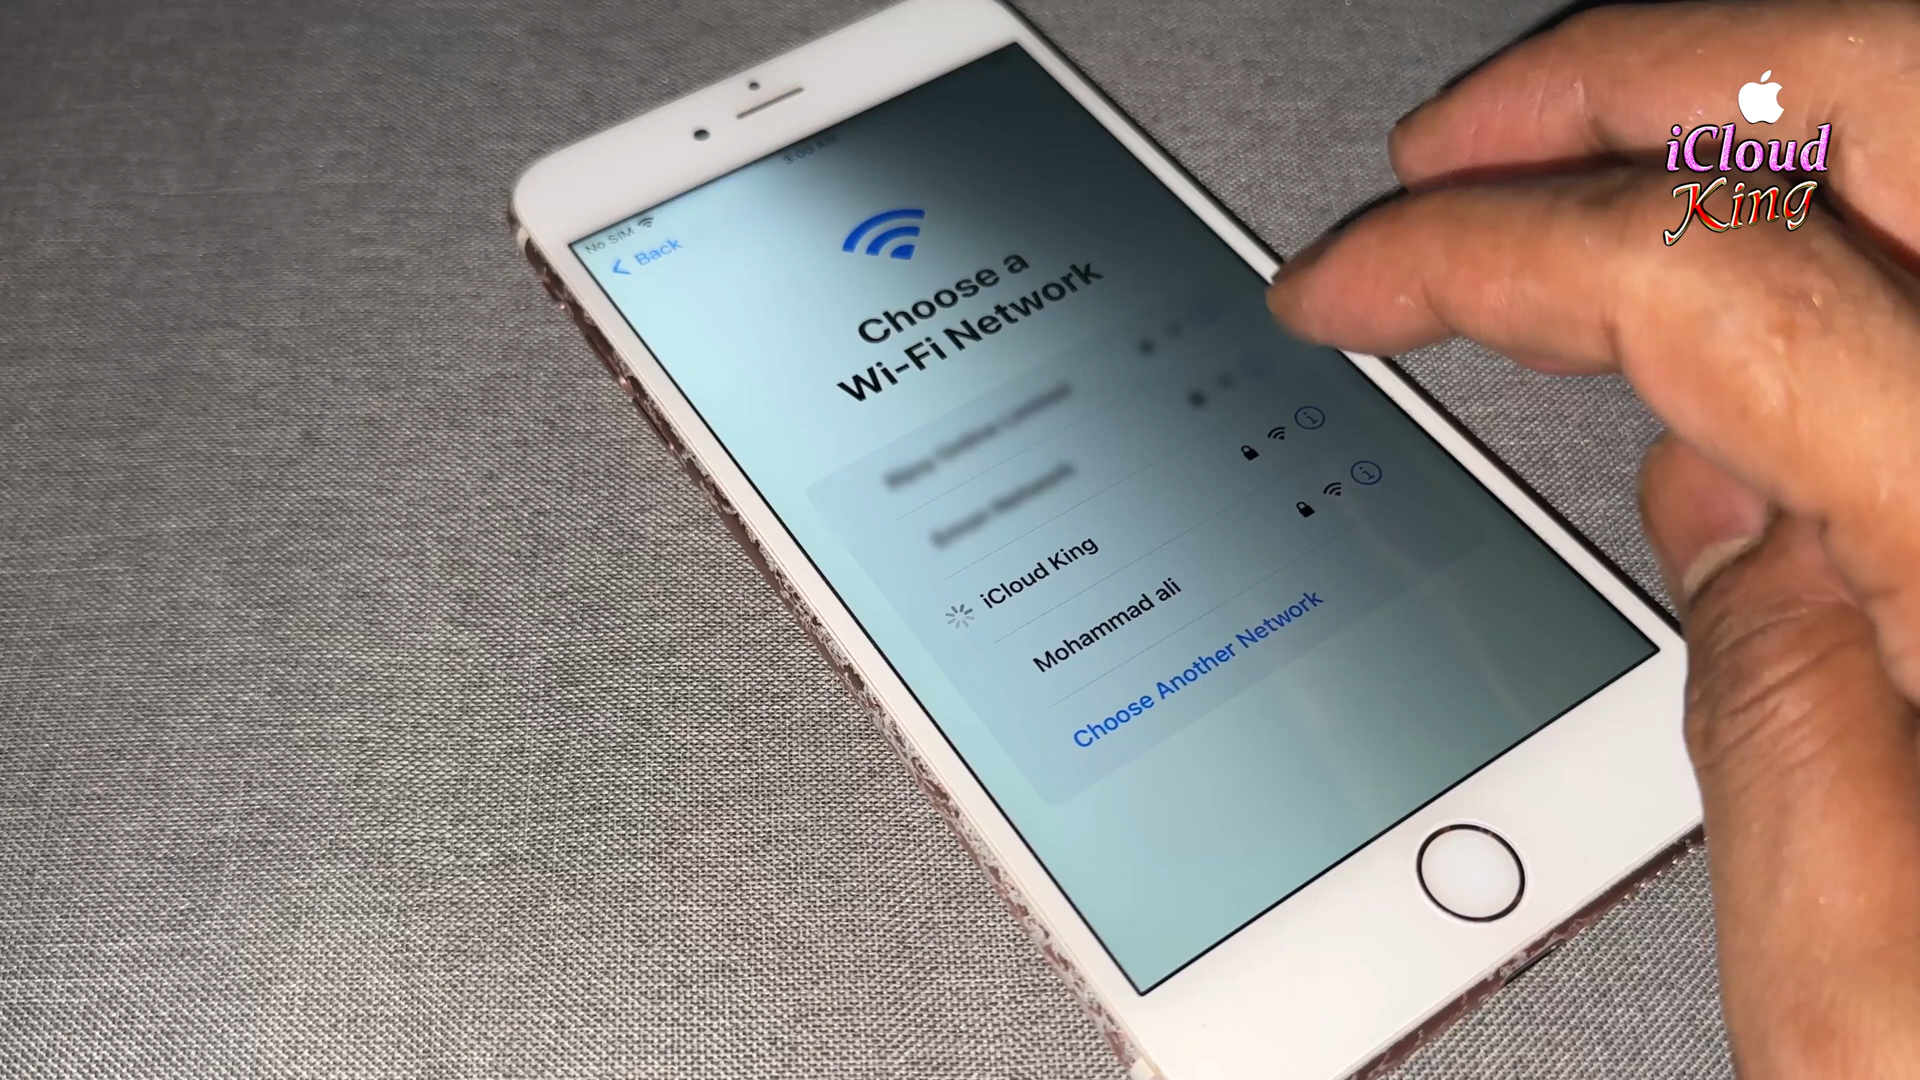 No SIM
Back
Choose a
Wi-Fi Network
iCloud King
Mohammad ali
Choose Another Network
iCloud
King